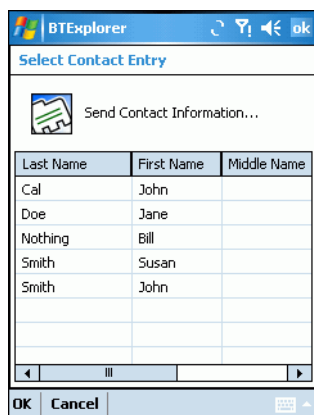 BTExplorer ok
Select Contact Entry
Send Contact Information...
Last Name First Name Middle Name
Cal John
Doe Jane
Nothing Bill
Smith Susan
Smith John
OK Cancel